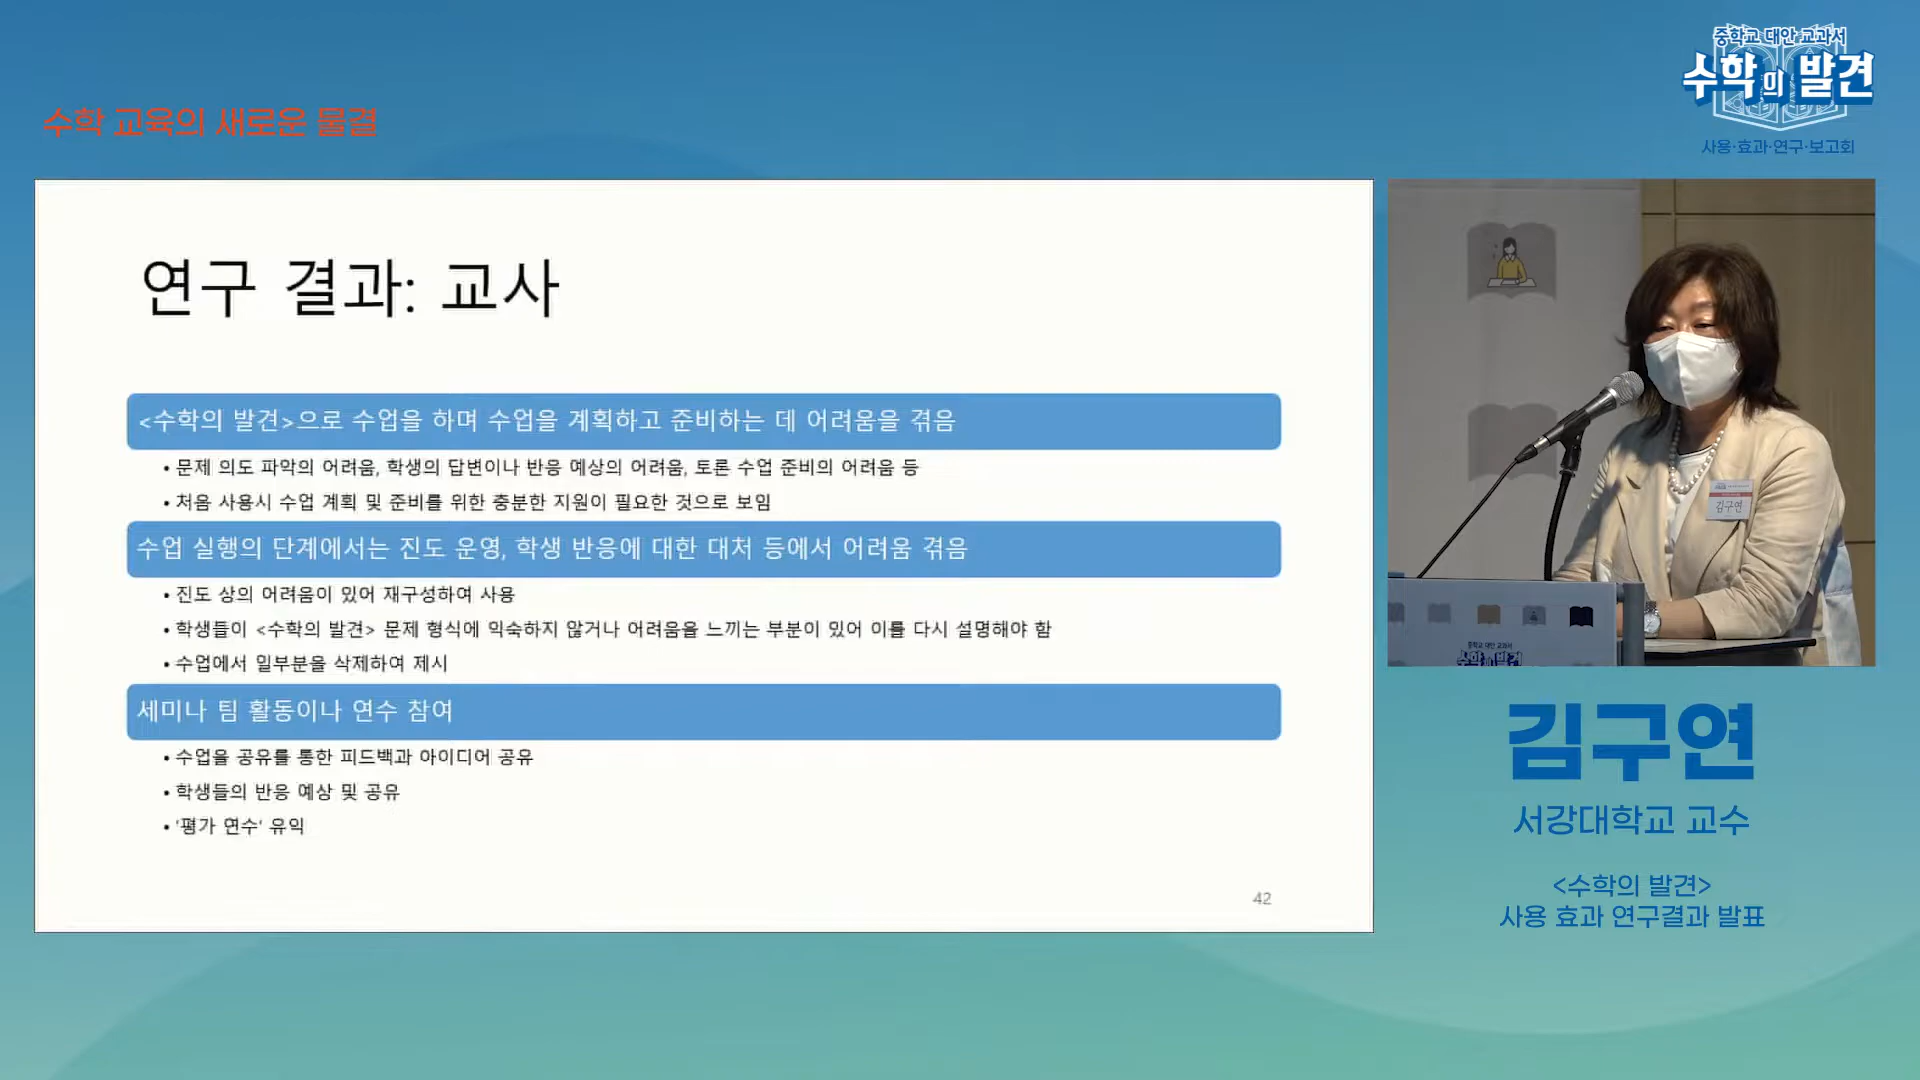 중학교 대안 교과서
수학의 발견
사용·효과·연구·보고회
수학 교육의 새로운 물결
연구 결과: 교사
<수학의 발견>으로 수업을 하며 수업을 계획하고 준비하는 데 어려움을 겪음
• 문제 의도 파악의 어려움, 학생의 답변이나 반응 예상의 어려움, 토론 수업 준비의 어려움 등
• 처음 사용시 수업 계획 및 준비를 위한 충분한 지원이 필요한 것으로 보임
수업 실행의 단계에서는 진도 운영, 학생 반응에 대한 대처 등에서 어려움 겪음
• 진도 상의 어려움이 있어 재구성하여 사용
• 학생들이 <수학의 발견> 문제 형식에 익숙하지 않거나 어려움을 느끼는 부분이 있어 이를 다시 설명해야 함
• 수업에서 일부분을 삭제하여 제시
세미나 팀 활동이나 연수 참여
• 수업을 공유를 통한 피드백과 아이디어 공유
• 학생들의 반응 예상 및 공유
• '평가 연수' 유익
42
김구연
중학교 대안 교과서
수학의 발견
김구연
서강대학교 교수
<수학의 발견>
사용 효과 연구결과 발표